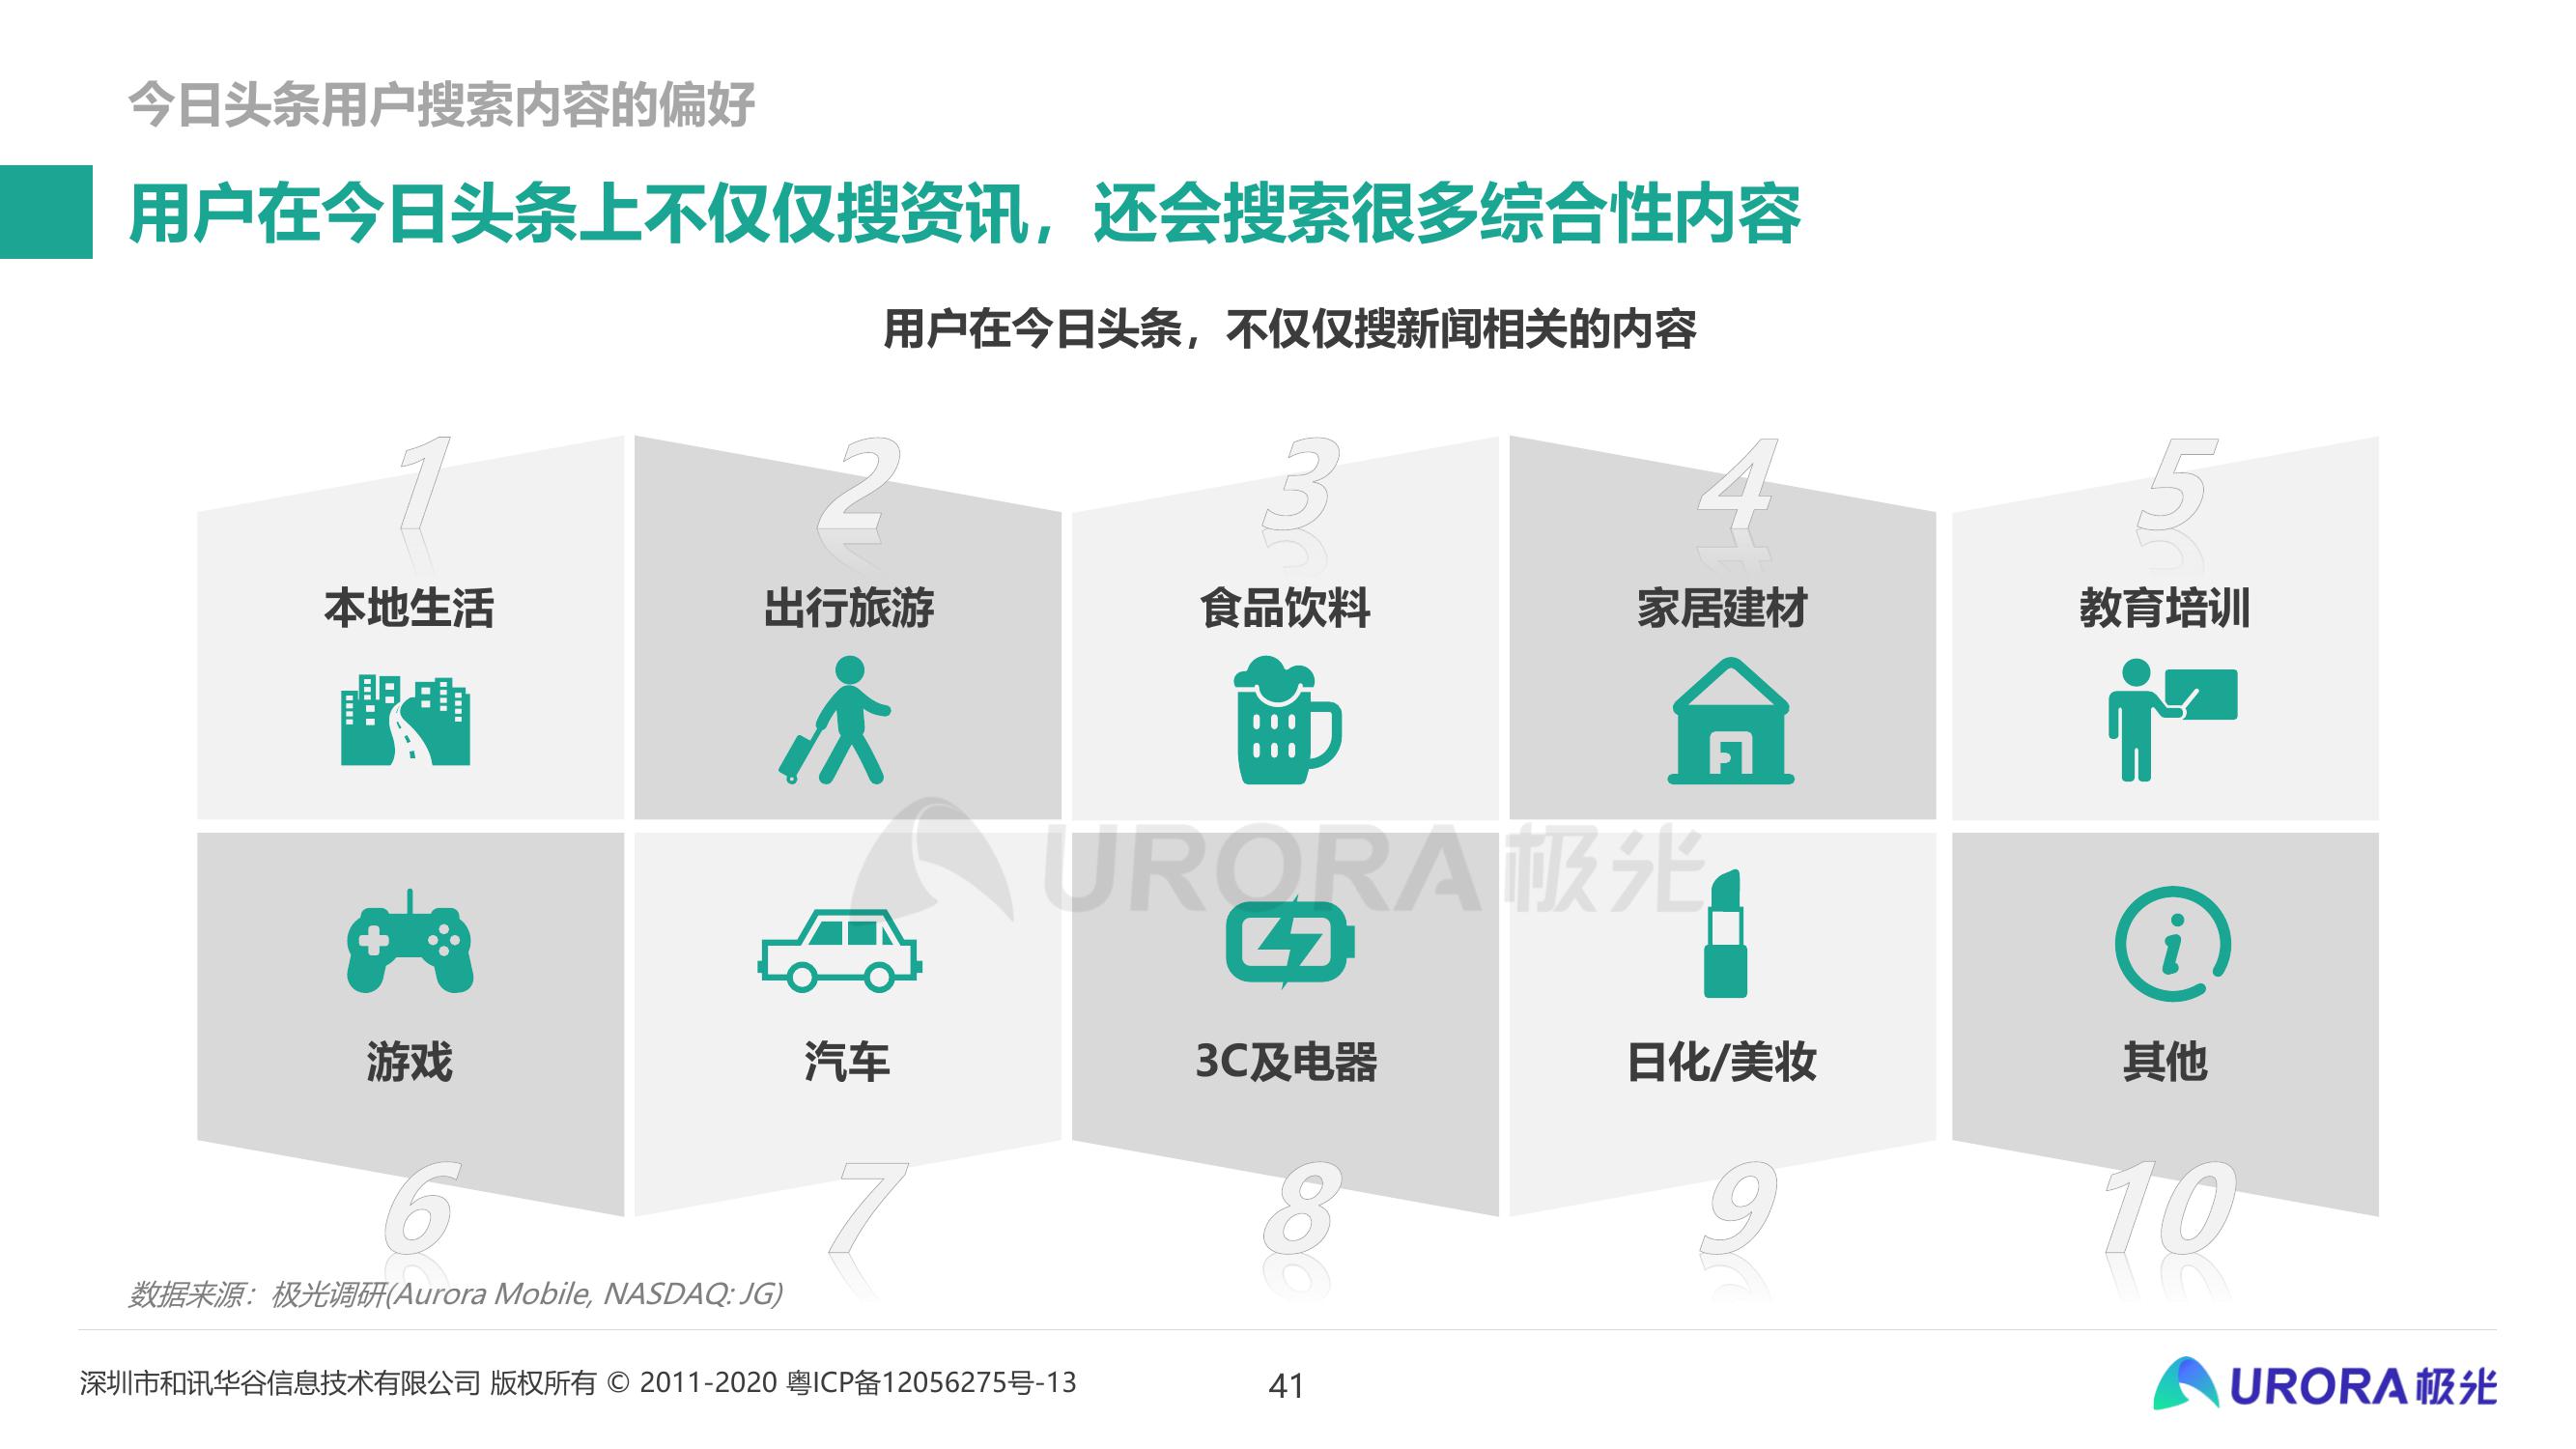 今日头条用户搜索内容的偏好
用户在今日头条上不仅仅搜资讯，还会搜索很多综合性内容
用户在今日头条，不仅仅搜新闻相关的内容
1
2
3
4
5
本地生活
出行旅游
食品饮料
家居建材
教育培训
URORA极光
游戏
汽车
3C及电器
日化/美妆
其他
6
7
8
9
10
数据来源：极光调研(Aurora Mobile, NASDAQ: JG)
深圳市和讯华谷信息技术有限公司 版权所有 © 2011-2020 粤ICP备12056275号-13
41
URORA极光